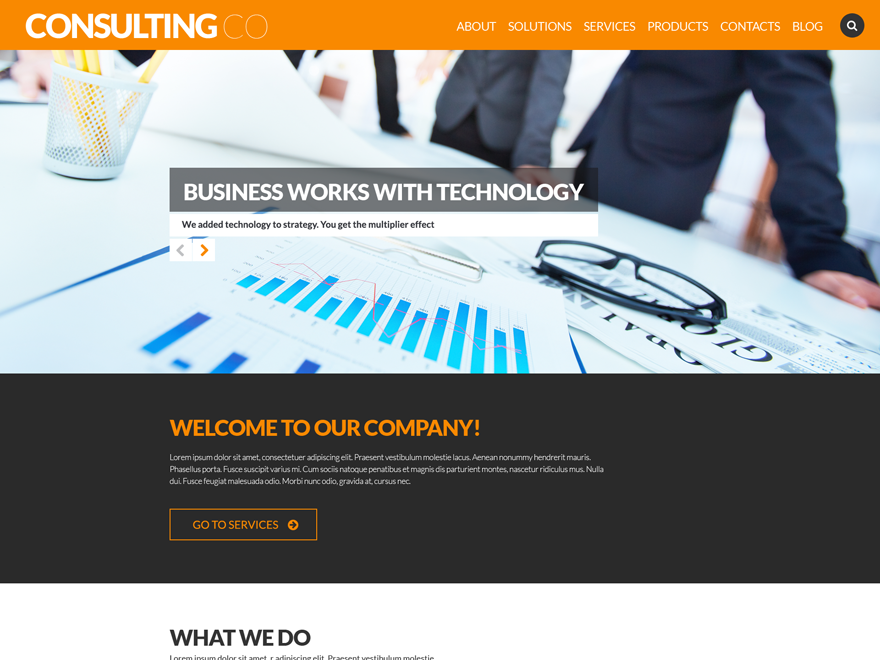 CONSULTING CO
ABOUT SOLUTIONS SERVICES PRODUCTS CONTACTS BLOG
BUSINESS WORKS WITH TECHNOLOGY
We added technology to strategy. You get the multiplier effect
WELCOME TO OUR COMPANY!
Lorem ipsum dolor sit amet, consectetuer adipiscing elit. Praesent vestibulum molestie lacus. Aenean nonummy hendrerit mauris.
Phasellus porta. Fusce suscipit varius mi. Cum sociis natoque penatibus et magnis dis parturient montes, nascetur ridiculus mus. Nulla
dui. Fusce feugiat malesuada odio. Morbi nunc odio, gravida at, cursus nec.
GO TO SERVICES
WHAT WE DO
Lorem ipsum dolor sit amet, r adipiscing elit. Praesent vestibulum molestie